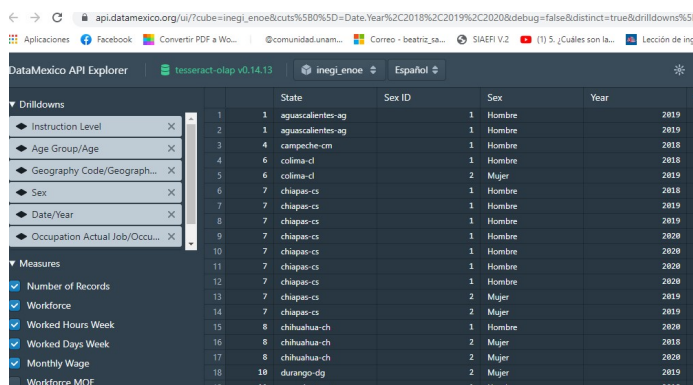 api.datamexico.org/ui/?cube=inegi_enoe&cuts%5B0%5D=Date.Year%2C2018%2C2019%2C2020&debug=false&distinct=true&drilldowns%5
Aplicaciones Facebook Convertir PDF a Wo... @comunidad.unam... Correo - beatriz_sa... SIAEFI V.2 (1) 5. ¿Cuáles son la... Lección de ing
DataMexico API Explorer tesseract-olap v0.14.13 inegi_enoe Español
Drilldowns
Instruction Level
Age Group/Age
Geography Code/Geograph...
Sex
Date/Year
Occupation Actual Job/Occu...
Measures
Number of Records
Workforce
Worked Hours Week
Worked Days Week
Monthly Wage
Workforce MOE
State Sex ID Sex Year
1 1 aguascalientes-ag 1 Hombre 2019
2 1 aguascalientes-ag 1 Hombre 2019
3 4 campeche-cm 1 Hombre 2018
4 6 colima-cl 1 Hombre 2018
5 6 colima-cl 2 Mujer 2019
6 7 chiapas-cs 1 Hombre 2018
7 7 chiapas-cs 1 Hombre 2019
8 7 chiapas-cs 1 Hombre 2019
9 7 chiapas-cs 1 Hombre 2020
10 7 chiapas-cs 1 Hombre 2020
11 7 chiapas-cs 1 Hombre 2020
12 7 chiapas-cs 1 Hombre 2020
13 7 chiapas-cs 2 Mujer 2019
14 7 chiapas-cs 2 Mujer 2019
15 8 chihuahua-ch 1 Hombre 2020
16 8 chihuahua-ch 2 Mujer 2018
17 8 chihuahua-ch 2 Mujer 2020
18 10 durango-dg 2 Mujer 2019